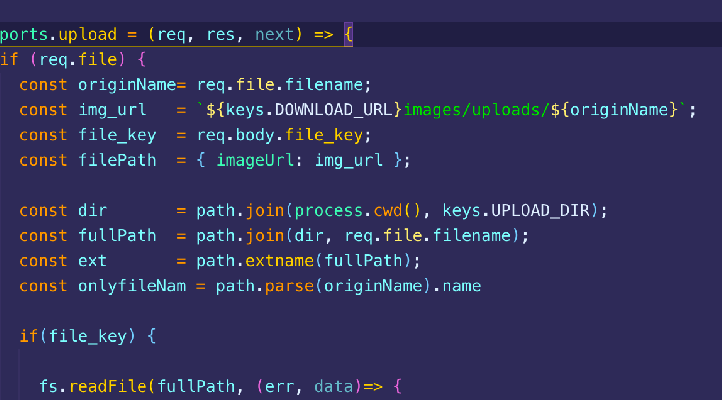 ports.upload = (req, res, next) => {
if (req.file) {
const originName= req.file.filename;
const img_url = `${keys.DOWNLOAD_URL}images/uploads/${originName}`;
const file_key = req.body.file_key;
const filePath = { imageUrl: img_url };
const dir = path.join(process.cwd(), keys.UPLOAD_DIR);
const fullPath = path.join(dir, req.file.filename);
const ext = path.extname(fullPath);
const onlyfileNam = path.parse(originName).name
if(file_key) {
fs.readFile(fullPath, (err, data)=> {